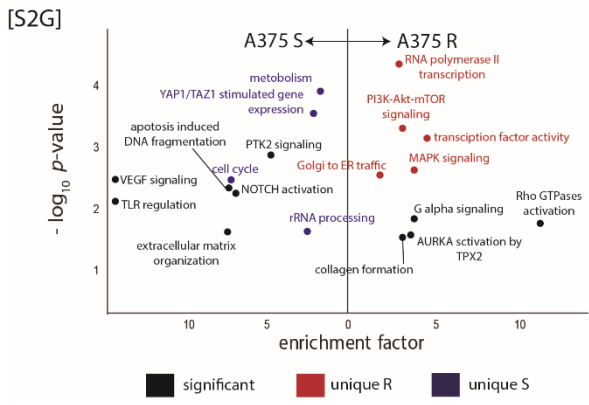 [S2G]
A375 S
A375 R
RNA polymerase II
transcription
metabolism
YAP1/TAZ1 stimulated gene
expression
PI3K-Akt-mTOR
signaling
apotosis induced
DNA fragmentation
PTK2 signaling
transciption factor activity
cell cycle
Golgi to ER traffic
MAPK signaling
VEGF signaling
NOTCH activation
TLR regulation
rRNA processing
G alpha signaling
Rho GTPases
activation
extracellular matrix
organization
AURKA sctivation by
TPX2
collagen formation
- log10 p-value
4
3
2
1
10
5
0
5
10
enrichment factor
significant
unique R
unique S